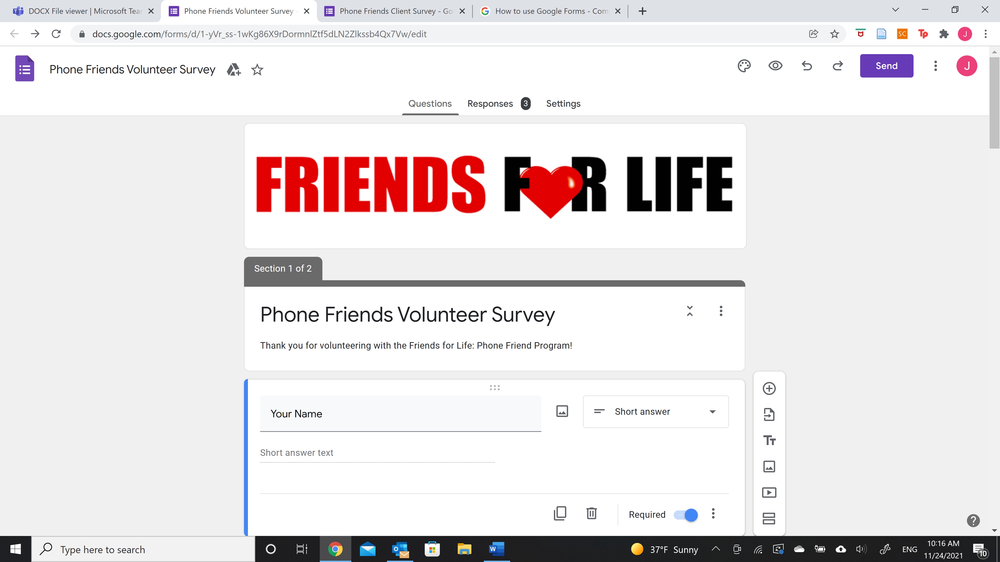 DOCX File viewer | Microsoft Tear
Phone Friends Volunteer Survey -
Phone Friends Client Survey - Go
How to use Google Forms - Com
docs.google.com/forms/d/1-yVr_ss-1wKg86X9rDormnlZtf5dLN2Zlkssb4Qx7Vw/edit
SC
Tp
J
Phone Friends Volunteer Survey
Send
J
Questions
Responses 3
Settings
FRIENDS F R LIFE
Section 1 of 2
Phone Friends Volunteer Survey
Thank you for volunteering with the Friends for Life: Phone Friend Program!
Your Name
Short answer
Short answer text
Required
Type here to search
37°F Sunny
ENG
10:16 AM
11/24/2021
10